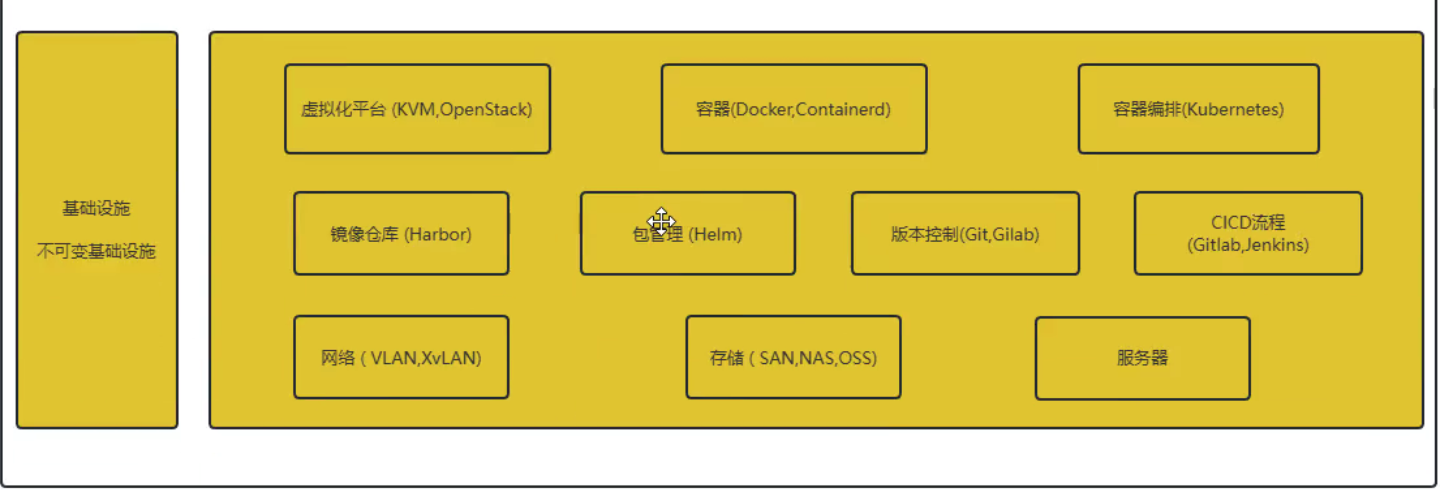 虚拟化平台 (KVM,OpenStack)
容器(Docker,Containerd)
容器编排(Kubernetes)
基础设施
不可变基础设施
镜像仓库 (Harbor)
包管理 (Helm)
版本控制(Git,Gilab)
CICD流程
(Gitlab,Jenkins)
网络 ( VLAN,XvLAN)
存储 ( SAN,NAS,OSS)
服务器